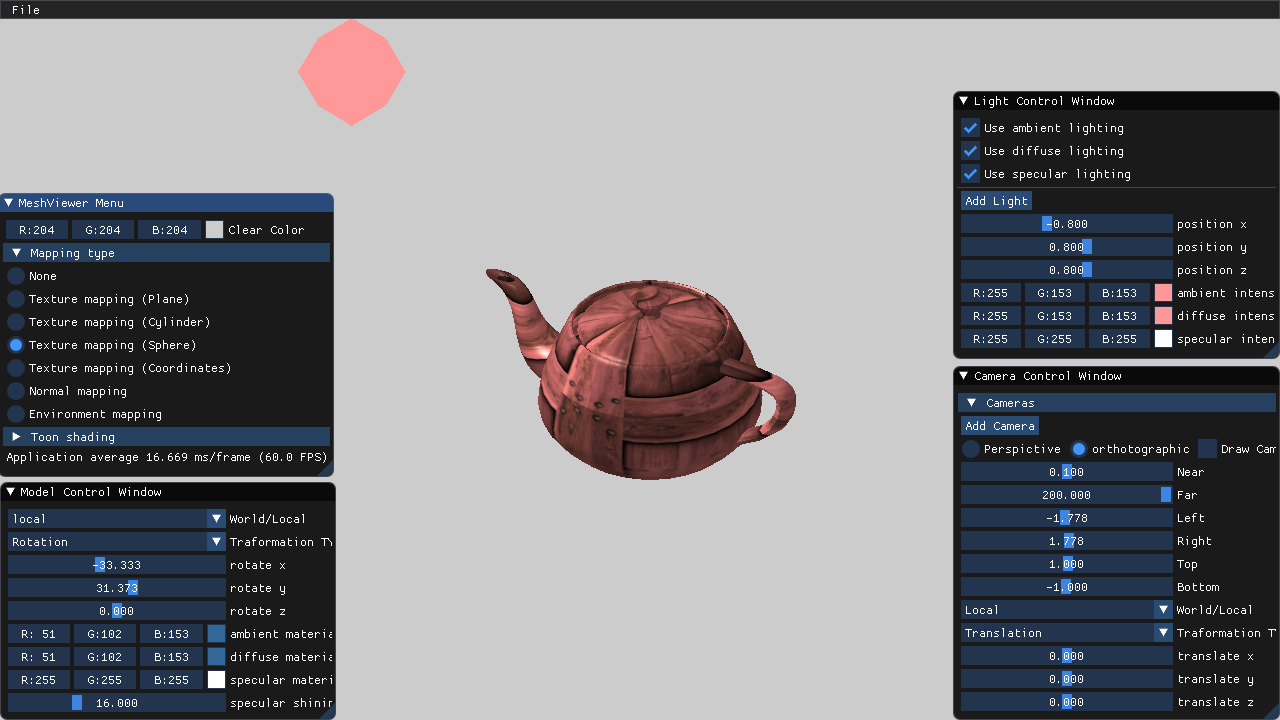 File
MeshViewer Menu
R:204 G:204 B:204 Clear Color
Mapping type
None
Texture mapping (Plane)
Texture mapping (Cylinder)
Texture mapping (Sphere)
Texture mapping (Coordinates)
Normal mapping
Environment mapping
Toon shading
Application average 16.669 ms/frame (60.0 FPS)
Model Control Window
local World/Local
Rotation Traformation Ty
-33.333 rotate x
31.373 rotate y
0.000 rotate z
R: 51 G:102 B:153 ambient materia
R: 51 G:102 B:153 diffuse materia
R:255 G:255 B:255 specular materi
16.000 specular shinin
Light Control Window
Use ambient lighting
Use diffuse lighting
Use specular lighting
Add Light
-0.800 position x
0.800 position y
0.800 position z
R:255 G:153 B:153 ambient intens
R:255 G:153 B:153 diffuse intens
R:255 G:255 B:255 specular inten
Camera Control Window
Cameras
Add Camera
Perspictive orthotographic Draw Cam
0.100 Near
200.000 Far
-1.778 Left
1.778 Right
1.000 Top
-1.000 Bottom
Local World/Local
Translation Traformation T
0.000 translate x
0.000 translate y
0.000 translate z